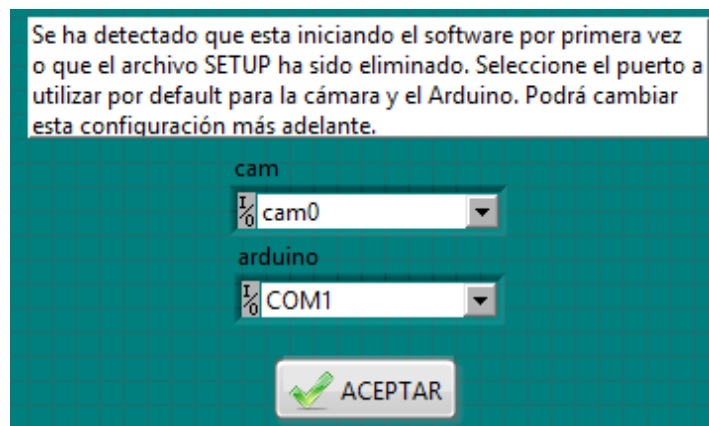 Se ha detectado que esta iniciando el software por primera vez
o que el archivo SETUP ha sido eliminado. Seleccione el puerto a
utilizar por default para la cámara y el Arduino. Podrá cambiar
esta configuración más adelante.
cam
I/O cam0
arduino
I/O COM1
ACEPTAR